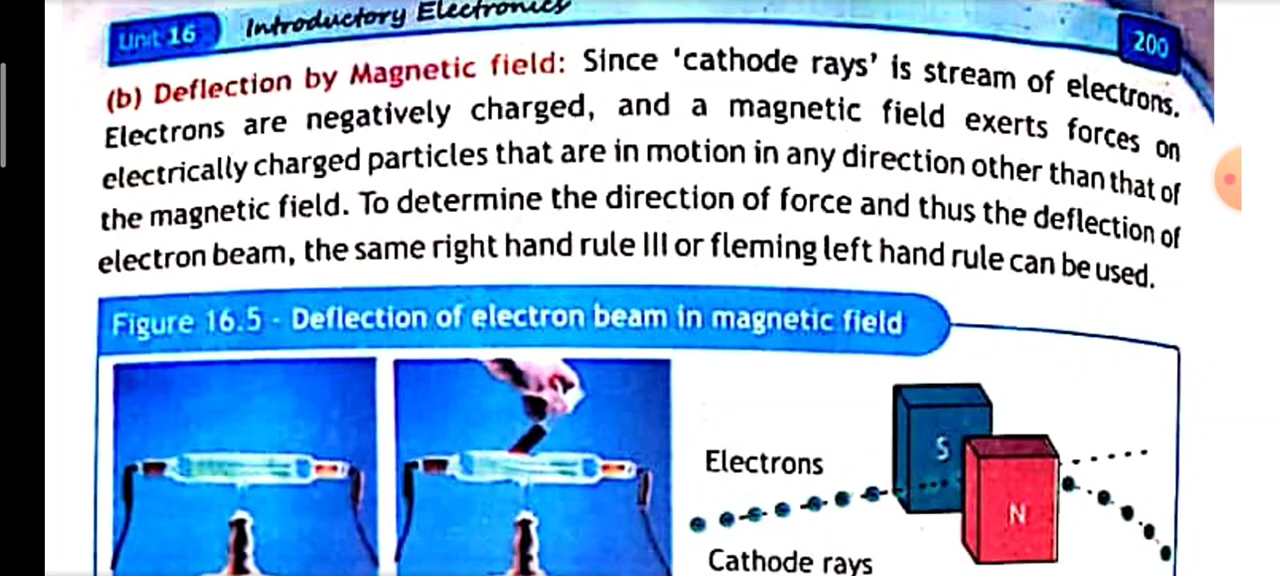 Unit 16
Introductory Electronics
200
(b) Deflection by Magnetic field: Since 'cathode rays' is stream of electrons.
Electrons are negatively charged, and a magnetic field exerts forces on
electrically charged particles that are in motion in any direction other than that of
the magnetic field. To determine the direction of force and thus the deflection of
electron beam, the same right hand rule III or fleming left hand rule can be used.
Figure 16.5 - Deflection of electron beam in magnetic field
S
Electrons
N
Cathode rays